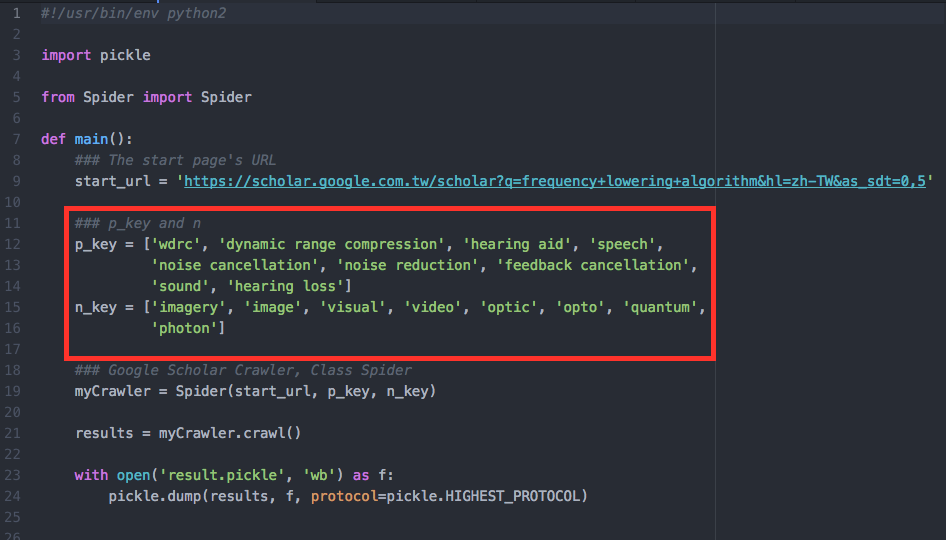 1 #!/usr/bin/env python2
2
3 import pickle
4
5 from Spider import Spider
6
7 def main():
8     ### The start page's URL
9     start_url = 'https://scholar.google.com.tw/scholar?q=frequency+lowering+algorithm&hl=zh-TW&as_sdt=0,5'
10
11     ### p_key and n
12     p_key = ['wdrc', 'dynamic range compression', 'hearing aid', 'speech',
13              'noise cancellation', 'noise reduction', 'feedback cancellation',
14              'sound', 'hearing loss']
15     n_key = ['imagery', 'image', 'visual', 'video', 'optic', 'opto', 'quantum',
16              'photon']
17
18     ### Google Scholar Crawler, Class Spider
19     myCrawler = Spider(start_url, p_key, n_key)
20
21     results = myCrawler.crawl()
22
23     with open('result.pickle', 'wb') as f:
24         pickle.dump(results, f, protocol=pickle.HIGHEST_PROTOCOL)
25
26